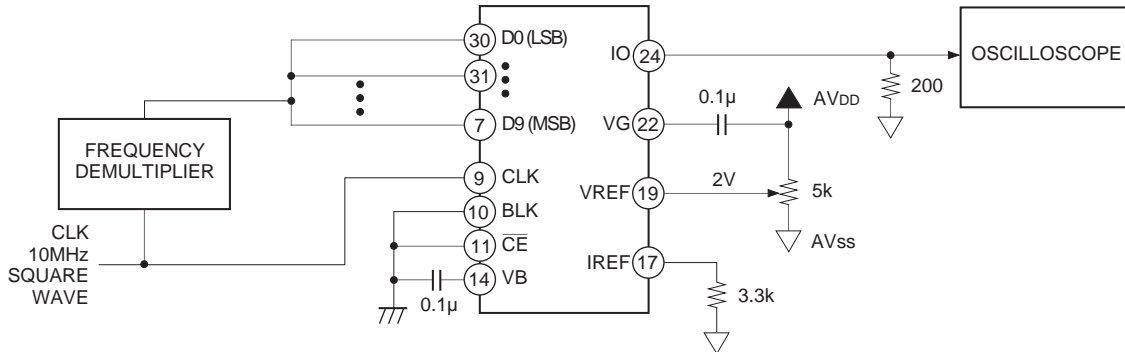 30 D0 (LSB)
31
7 D9 (MSB)
9 CLK
10 BLK
11 CE
14 VB
0.1μ
FREQUENCY
DEMULTIPLIER
CLK
10MHz
SQUARE
WAVE
IO 24
VG 22
VREF 19
IREF 17
0.1μ
AVDD
2V
5k
AVss
3.3k
200
OSCILLOSCOPE